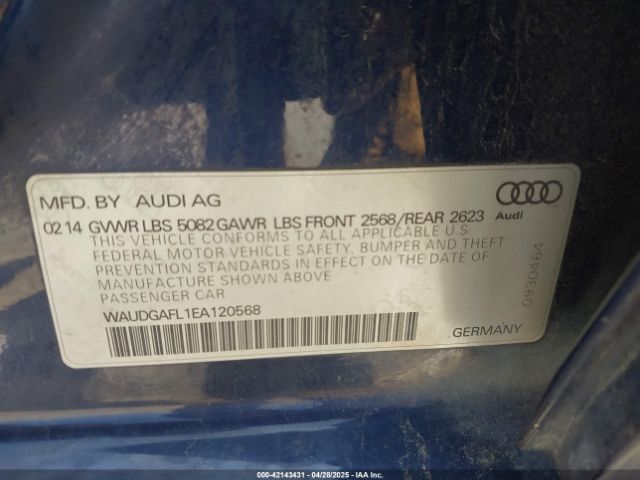 MFD. BY AUDI AG
02 14 GVWR LBS 5082 GAWR LBS FRONT 2568/REAR 2623
Audi
THIS VEHICLE CONFORMS TO ALL APPLICABLE U S
FEDERAL MOTOR VEHICLE SAFETY, BUMPER AND THEFT
PREVENTION STANDARDS IN EFFECT ON THE DATE OF
MANUFACTURE SHOWN ABOVE
PASSENGER CAR
0930464
WAUDGAFL1EA120568
GERMANY
000-42143431 - 04/28/2025 - IAAI, Inc.